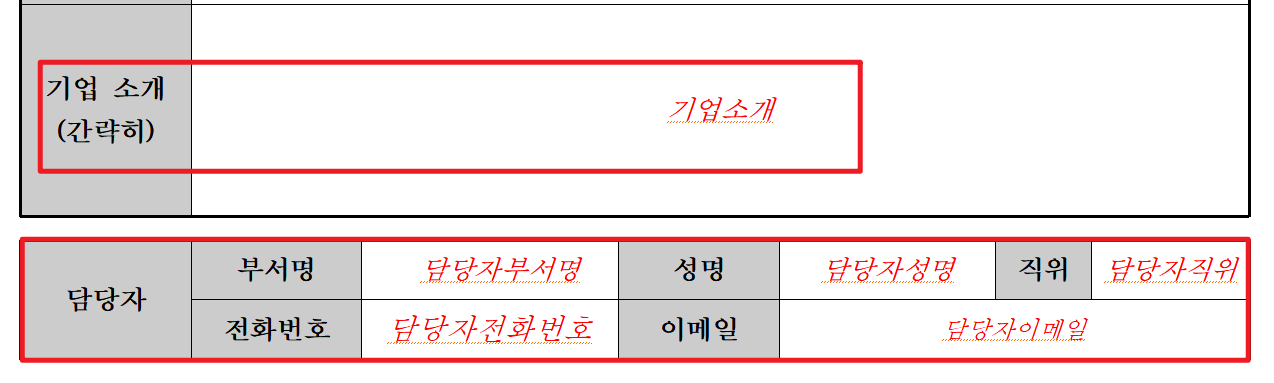 기업 소개
(간략히)
기업소개
담당자
부서명
담당자부서명
성명
담당자성명
직위
담당자직위
전화번호
담당자전화번호
이메일
담당자이메일